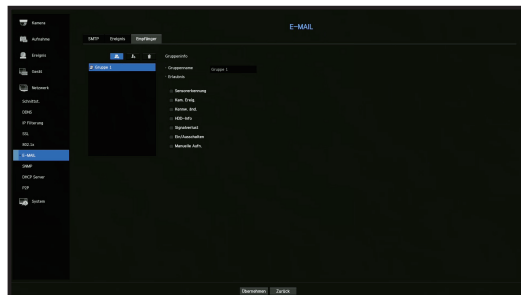 E-MAIL
Kamera
Aufnahme
Ereignis
Gerät
Netzwerk
Schnittst.
DDNS
IP Filterung
SSL
802.1x
E-MAIL
SNMP
DHCP Server
P2P
System
SMTP Ereignis Empfänger
Gruppe 1
Gruppeninfo
Gruppenname Gruppe 1
Erlaubnis
Sensorerkennung
Kam. Ereig.
Kennw. änd.
HDD-Info
Signalverlust
Ein/Ausschalten
Manuelle Aufn.
Übernehmen Zurück